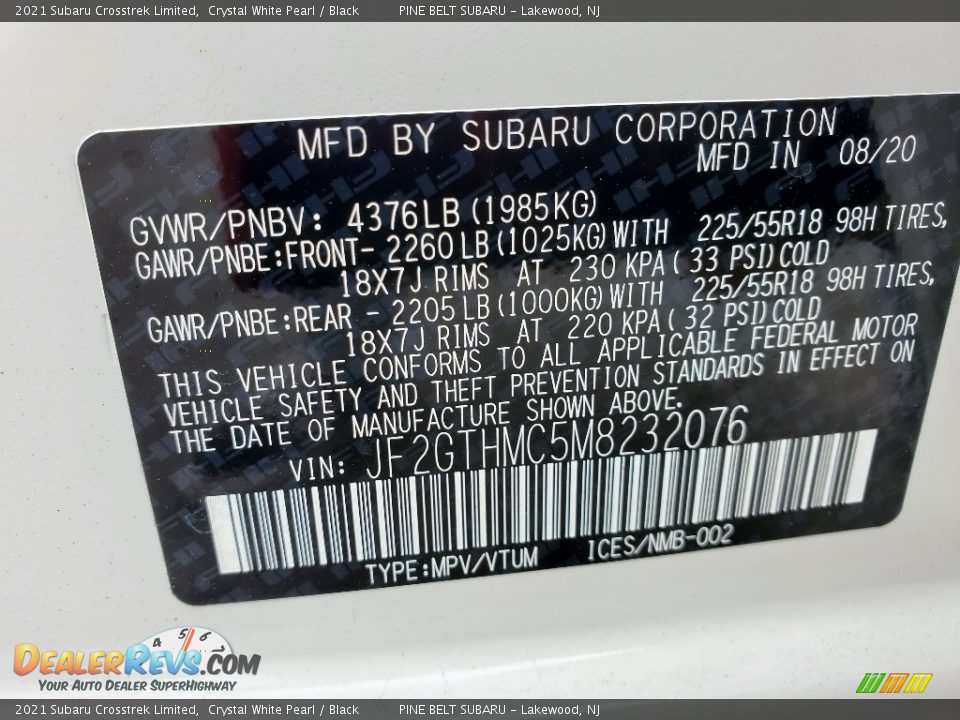 2021 Subaru Crosstrek Limited, Crystal White Pearl / Black PINE BELT SUBARU - Lakewood, NJ
MFD BY SUBARU CORPORATION
MFD IN 08/20
GVWR/PNBV: 4376LB (1985KG)
GAWR/PNBE:FRONT- 2260 LB (1025KG) WITH 225/55R18 98H TIRES,
18X7J RIMS AT 230 KPA ( 33 PSI) COLD
GAWR/PNBE:REAR - 2205 LB (1000KG) WITH 225/55R18 98H TIRES,
18X7J RIMS AT 220 KPA ( 32 PSI) COLD
THIS VEHICLE CONFORMS TO ALL APPLICABLE FEDERAL MOTOR
VEHICLE SAFETY AND THEFT PREVENTION STANDARDS IN EFFECT ON
THE DATE OF MANUFACTURE SHOWN ABOVE.
VIN: JF2GTHMC5M8232076
TYPE:MPV/VTUM ICES/NMB-002
4 5 6 7
DEALERREVS.COM
YOUR AUTO DEALER SUPERHIGHWAY
2021 Subaru Crosstrek Limited, Crystal White Pearl / Black PINE BELT SUBARU - Lakewood, NJ